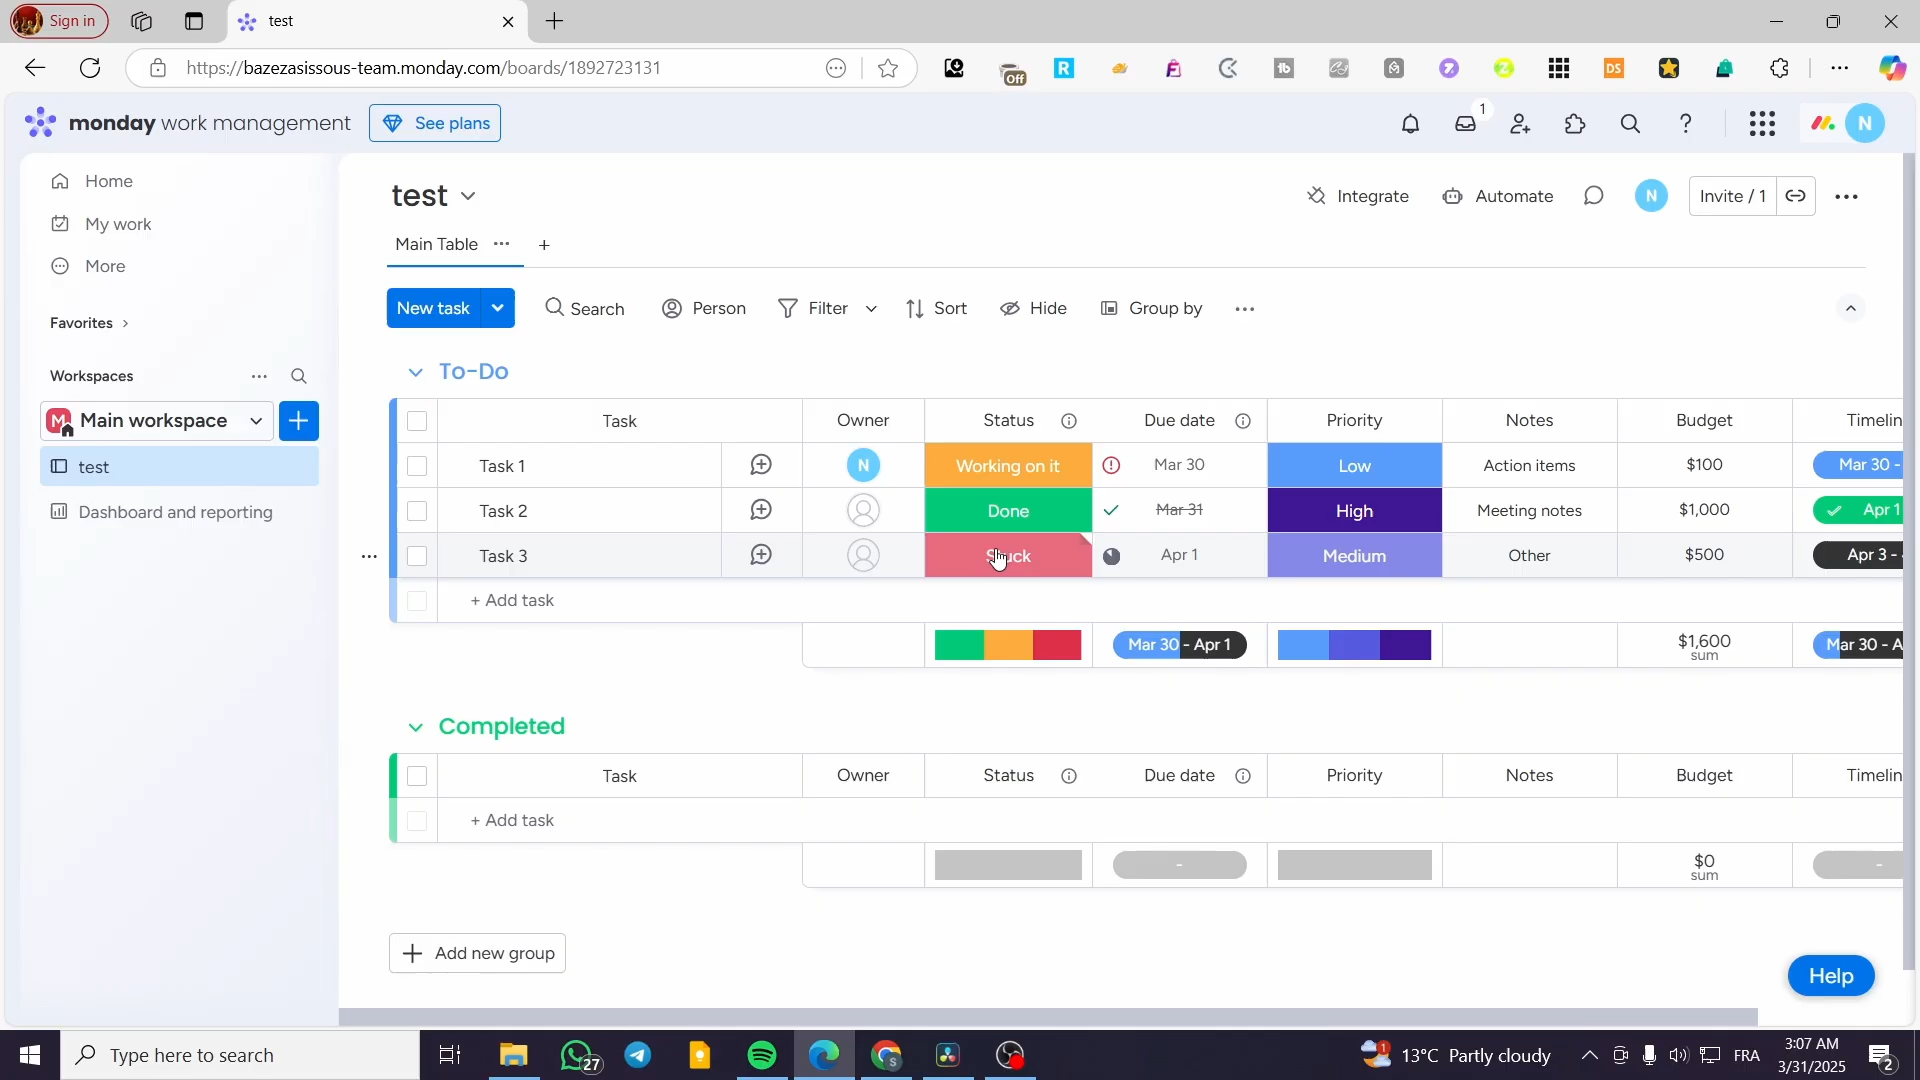 Sign in
test
https://bazezasissous-team.monday.com/boards/1892723131
Off
monday work management
See plans
1
N
Home
My work
More
Favorites
Workspaces
M
Main workspace
test
Dashboard and reporting
test
Integrate
Automate
N
Invite / 1
Main Table
New task
Search
Person
Filter
Sort
Hide
Group by
To-Do
Task
Owner
Status
Due date
Priority
Notes
Budget
Timelin
Task 1
N
Working on it
Mar 30
Low
Action items
$100
Mar 30 -
Task 2
Done
Mar 31
High
Meeting notes
$1,000
Apr 1
Task 3
Apr 1
Medium
Other
$500
Apr 3 -
+ Add task
Mar 30 - Apr 1
$1,600
sum
Mar 30 - A
Completed
Task
Owner
Status
Due date
Priority
Notes
Budget
Timelin
+ Add task
-
$0
sum
-
+ Add new group
Help
Type here to search
27
1
13°C Partly cloudy
FRA
3:07 AM
3/31/2025
2